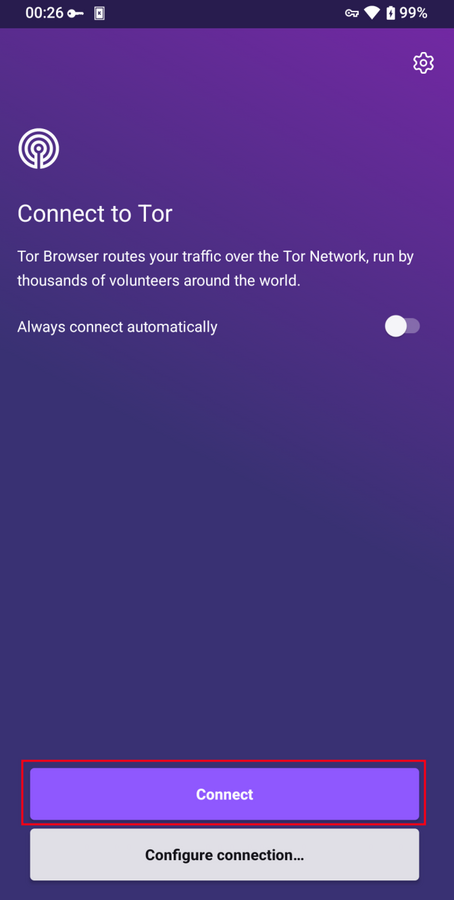 00:26
99%
Connect to Tor
Tor Browser routes your traffic over the Tor Network, run by
thousands of volunteers around the world.
Always connect automatically
Connect
Configure connection...